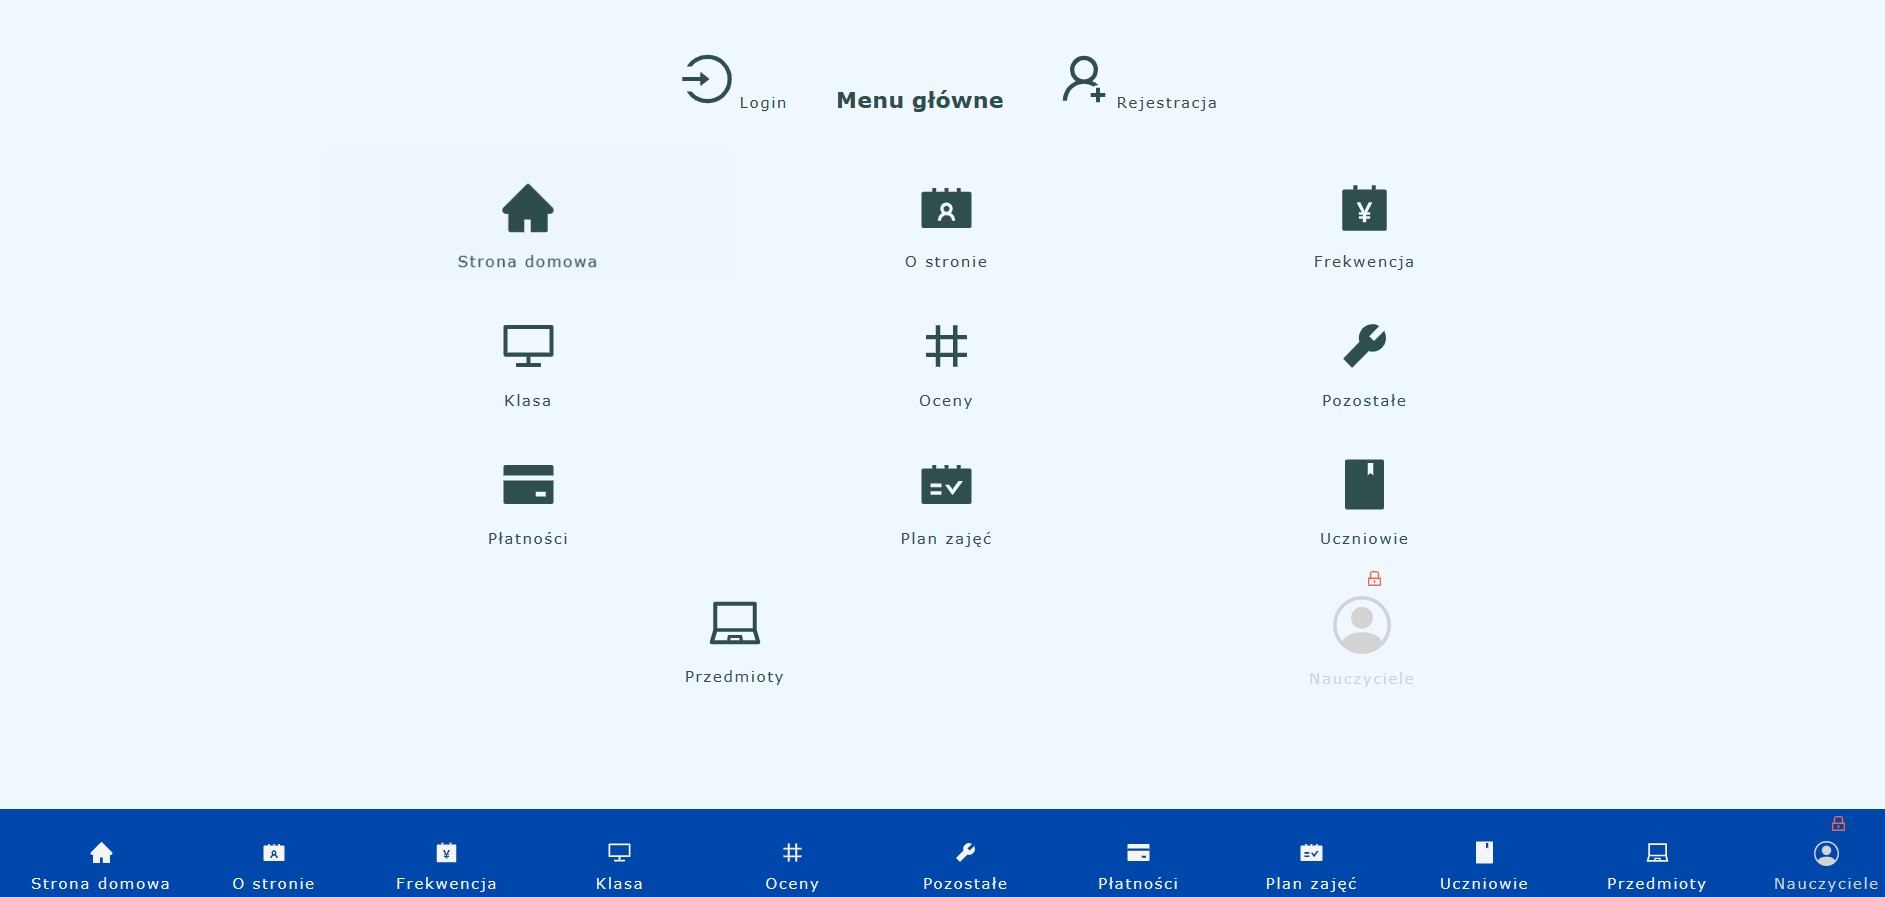 Login Menu główne Rejestracja
Strona domowa O stronie Frekwencja
Klasa Oceny Pozostałe
Płatności Plan zajęć Uczniowie
Przedmioty Nauczyciele
Strona domowa O stronie Frekwencja Klasa Oceny Pozostałe Płatności Plan zajęć Uczniowie Przedmioty Nauczyciele